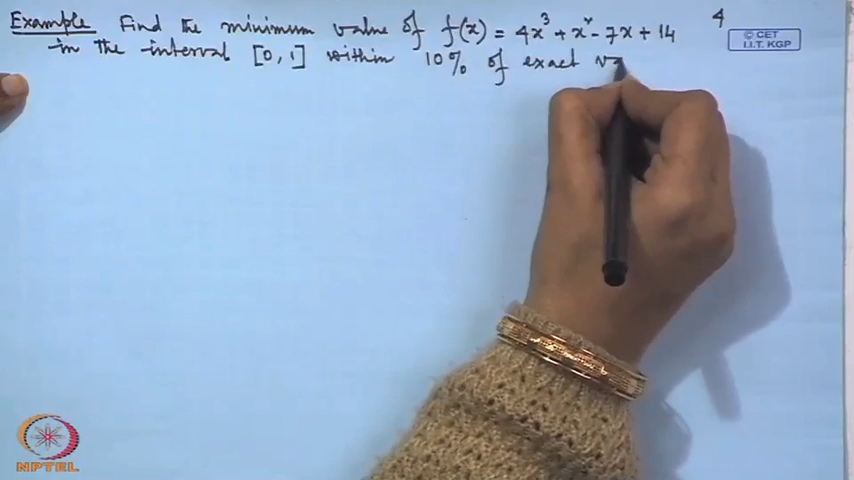 Example Find the minimum value of f(x) = 4x³ + x² - 7x + 14
4
in the interval [0,1] within 10% of exact
© CET
I.I.T. KGP
NPTEL